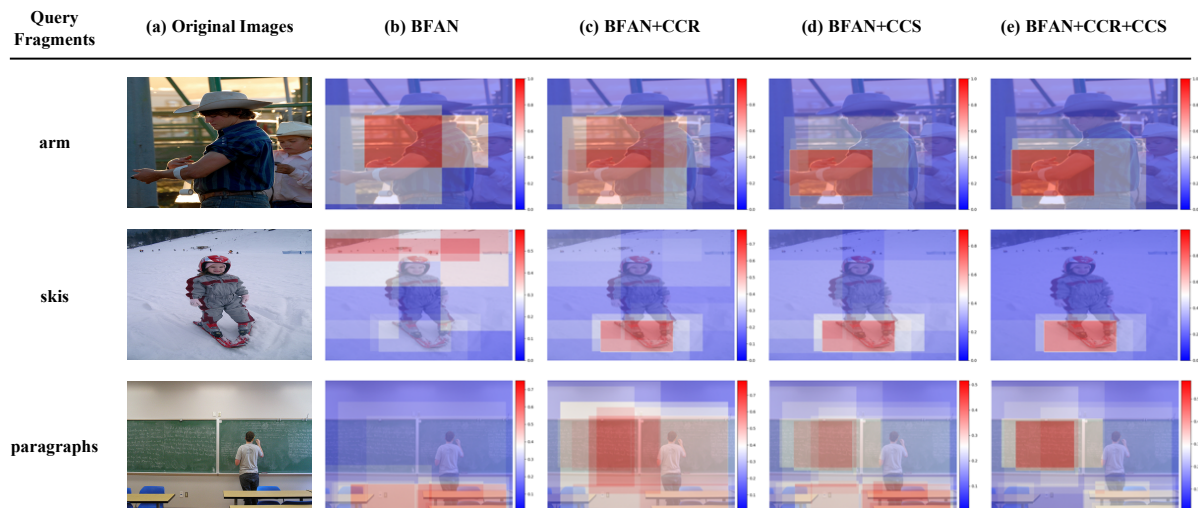 Query
Fragments
(a) Original Images
(b) BFAN
(c) BFAN+CCR
(d) BFAN+CCS
(e) BFAN+CCR+CCS
arm
skis
paragraphs